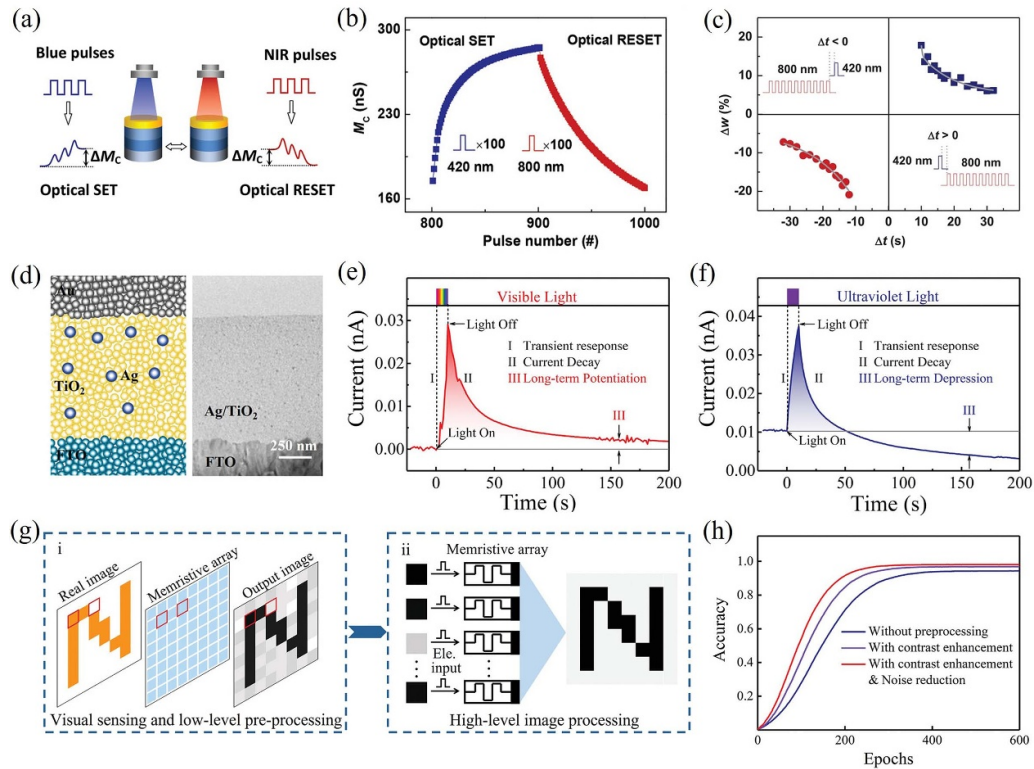 (a)
Blue pulses
NIR pulses
ΔMC
ΔMC
Optical SET
Optical RESET
(b)
Optical SET
Optical RESET
MC (nS)
290
250
210
160
×100
×100
420 nm
800 nm
800
900
1000
Pulse number (#)
(c)
Δt < 0
800 nm
420 nm
Δw (%)
20
10
0
-10
-20
Δt > 0
420 nm
800 nm
-30
-20
-10
0
10
20
30
Δt (s)
(d)
Au
TiO2
Ag
FTO
Ag/TiO2
FTO
250 nm
(e)
Visible Light
Current (nA)
0.03
0.02
0.01
0.00
Light Off
I Transient reseponse
II Current Decay
III Long-term Potentiation
I
II
III
Light On
0
50
100
150
200
Time (s)
(f)
Ultraviolet Light
Current (nA)
0.04
0.03
0.02
0.01
0.00
Light Off
I Transient reseponse
II Current Decay
III Long-term Depression
I
II
III
Light On
0
50
100
150
200
Time (s)
(g)
i
Real image
Memristive array
Output image
Visual sensing and low-level pre-processing
ii
Memristive array
Ele.
input
High-level image processing
(h)
Accuracy
1.0
0.8
0.6
0.4
0.2
Without preprocessing
With contrast enhancement
With contrast enhancement
& Noise reduction
0
200
400
600
Epochs